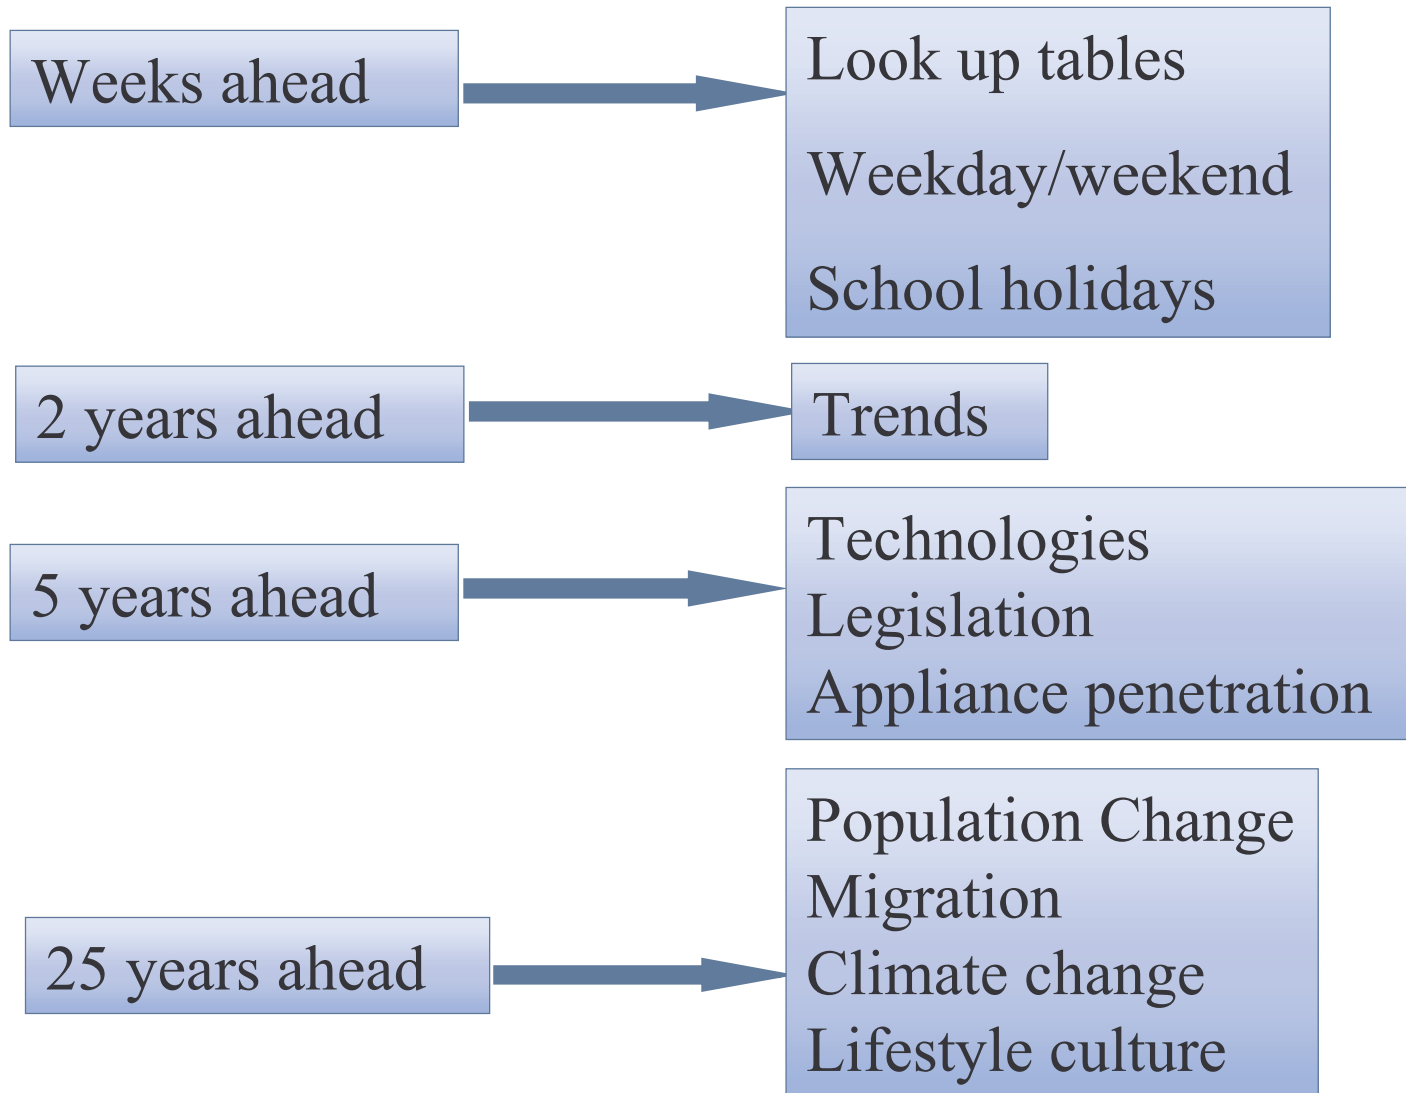 Weeks ahead
Look up tables
Weekday/weekend
School holidays
2 years ahead
Trends
5 years ahead
Technologies
Legislation
Appliance penetration
25 years ahead
Population Change
Migration
Climate change
Lifestyle culture